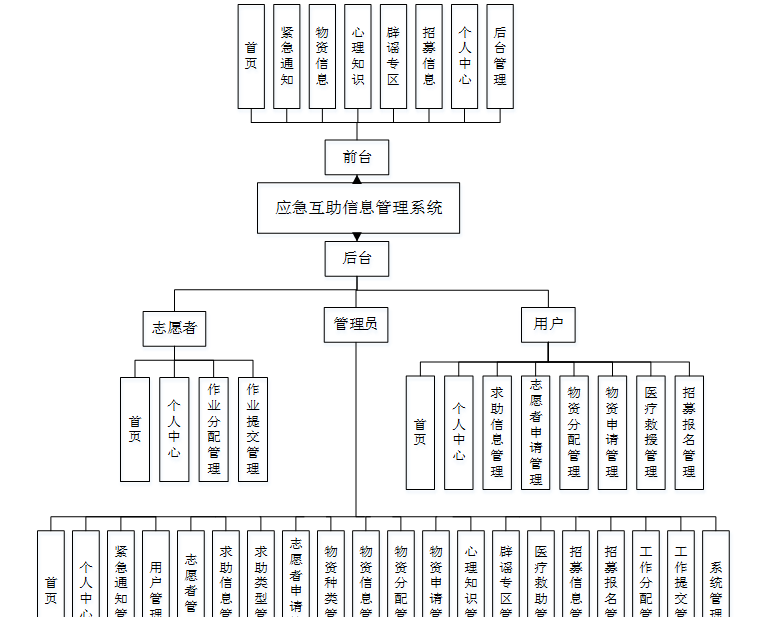 首页
紧急通知
物资信息
心理知识
辟谣专区
招募信息
个人中心
后台管理
前台
应急互助信息管理系统
后台
志愿者
管理员
用户
首页
个人中心
作业分配管理
作业提交管理
首页
个人中心
求助信息管理
志愿者申请管理
物资分配管理
物资申请管理
医疗救援管理
招募报名管理
首页
个人中心
紧急通知管
用户管理
志愿者管
求助信息管
求助类型管
志愿者申请
物资种类管
物资信息管
物资分配管
物资申请管
心理知识管
辟谣专区管
医疗救助管
招募信息管
招募报名管
工作分配管
工作提交管
系统管理